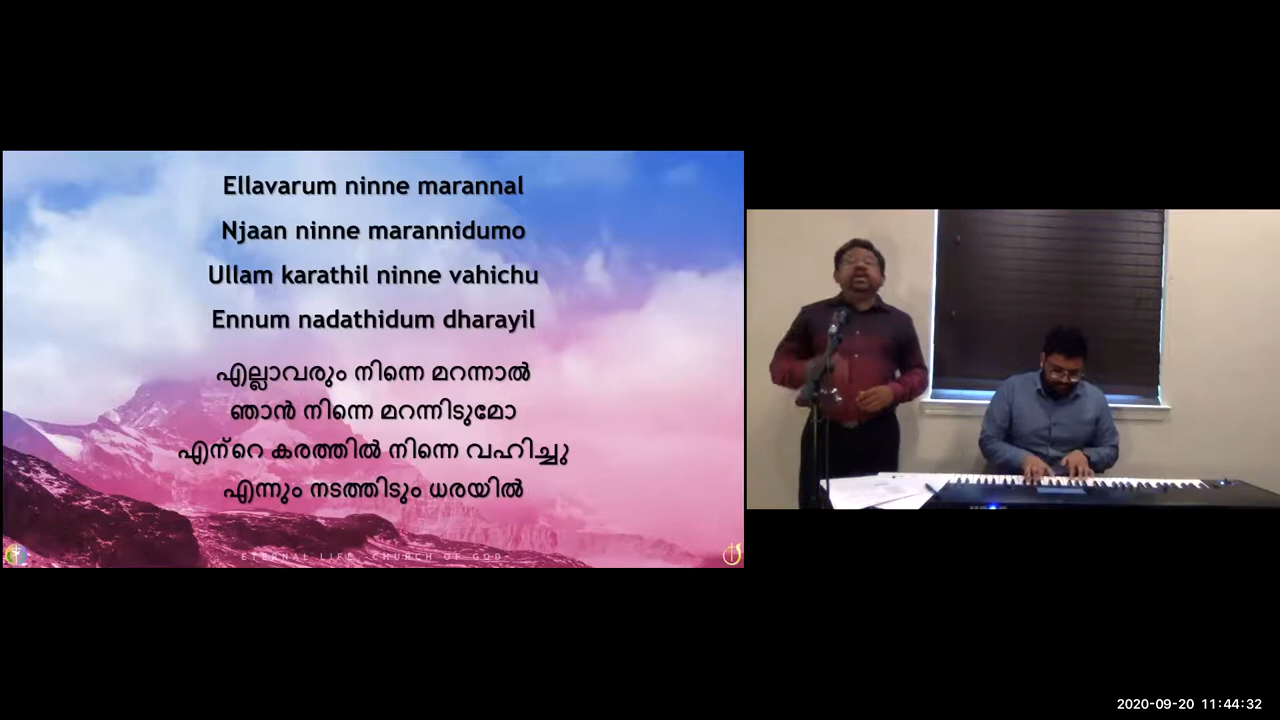 Ellavarum ninne marannal
Njaan ninne marannidumo
Ullam karathil ninne vahichu
Ennum nadathidum dharayil
എല്ലാവരും നിന്നെ മറന്നാൽ
ഞാൻ നിന്നെ മറന്നിടുമോ
എന്റെ കരത്തിൽ നിന്നെ വഹിച്ചു
എന്നും നടത്തിടും ധരയിൽ
ETERNAL LIFE CHURCH OF GOD
2020-09-20 11:44:32